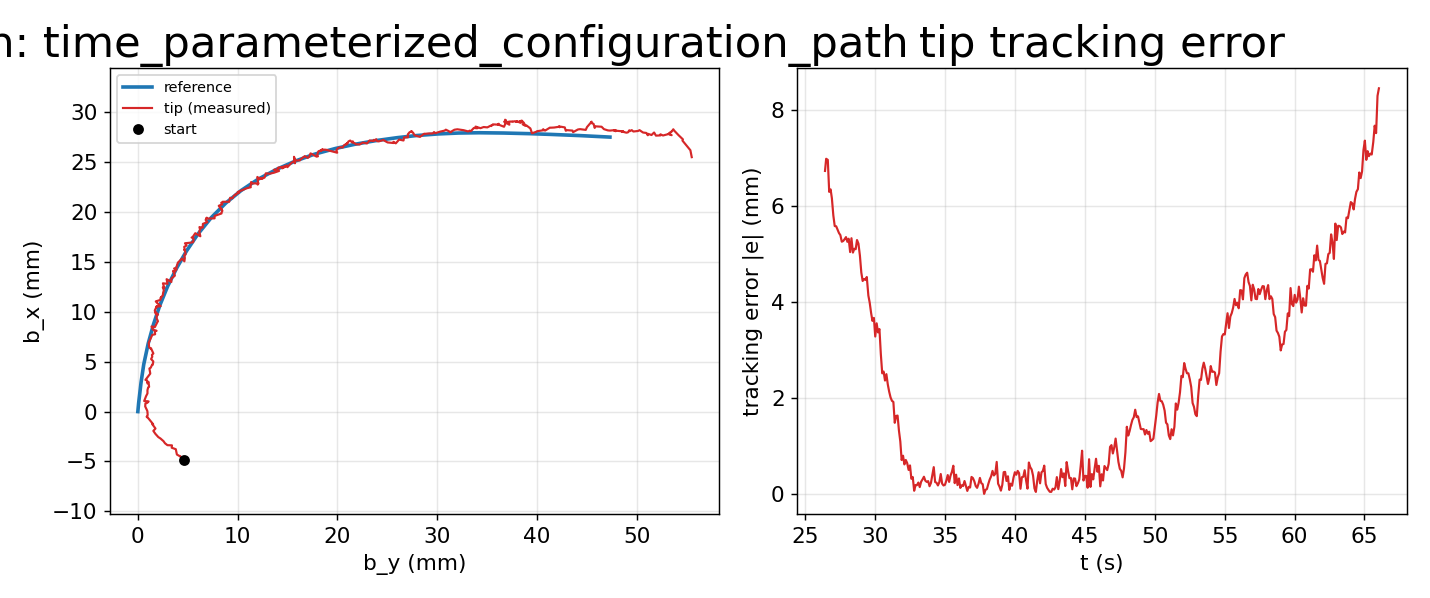 n: time_parameterized_configuration_path tip tracking error
reference
tip (measured)
start
30
25
20
15
10
5
0
−5
−10
b_x (mm)
0 10 20 30 40 50
b_y (mm)
8
6
4
2
0
tracking error |e| (mm)
25 30 35 40 45 50 55 60 65
t (s)